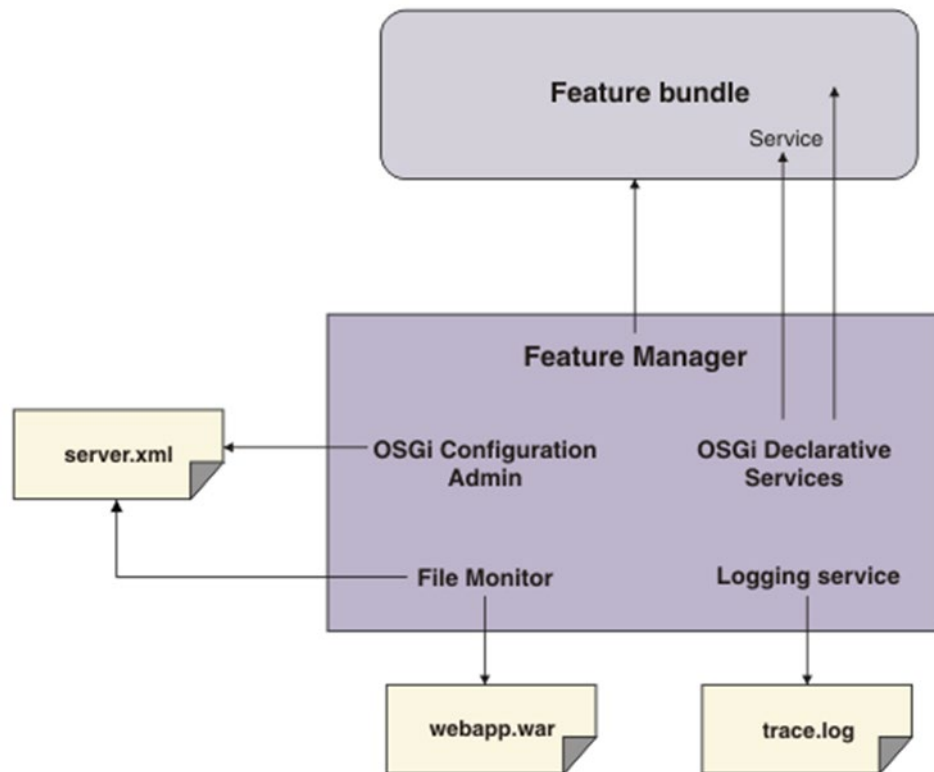 Feature bundle
Service
Feature Manager
server.xml
OSGi Configuration
Admin
OSGi Declarative
Services
File Monitor
Logging service
webapp.war
trace.log